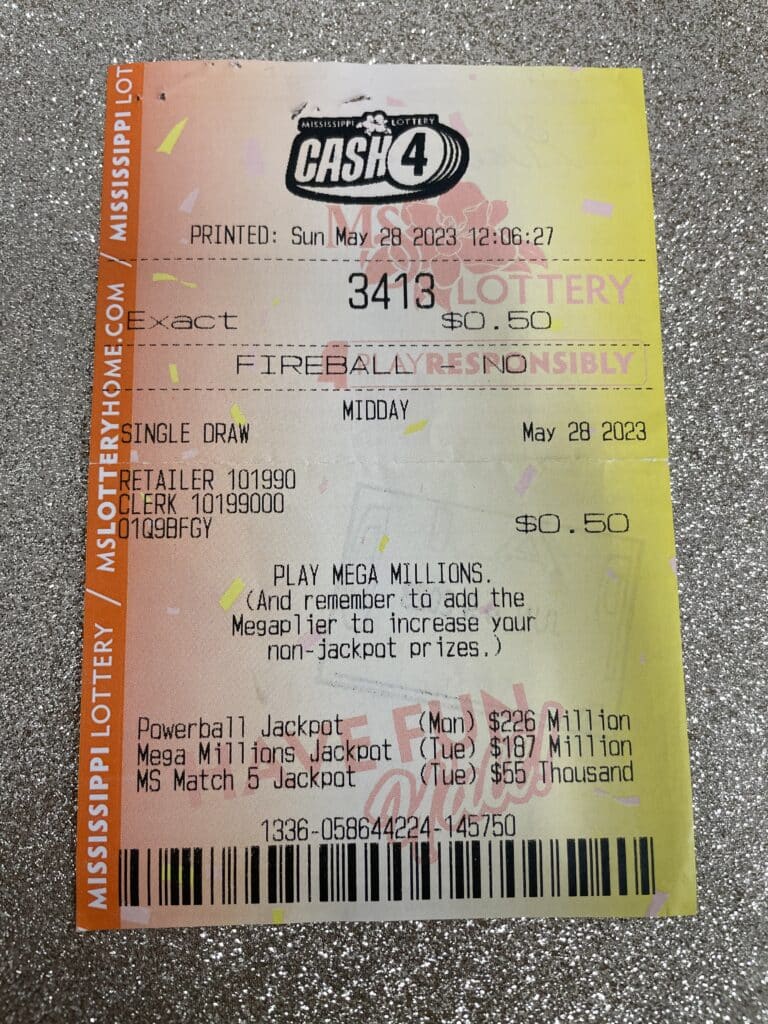 MISSISSIPPI LOTTERY
CASH 4
PRINTED: Sun May 28 2023 12:06:27
MS
LOTTERY
3413
Exact $0.50
FIREBALL - NO
PLAYRESPONSIBLY
MIDDAY
SINGLE DRAW May 28 2023
RETAILER 101990
CLERK 10199000
01Q9BFGY $0.50
PLAY MEGA MILLIONS.
(And remember to add the
Megaplier to increase your
non-jackpot prizes.)
HAVE FUN
Y'all!
Powerball Jackpot (Mon) $226 Million
Mega Millions Jackpot (Tue) $187 Million
MS Match 5 Jackpot (Tue) $55 Thousand
1336-058644224-145750
MISSISSIPPI LOTTERY / MSLOTTERYHOME.COM / MISSISSIPPI LOT